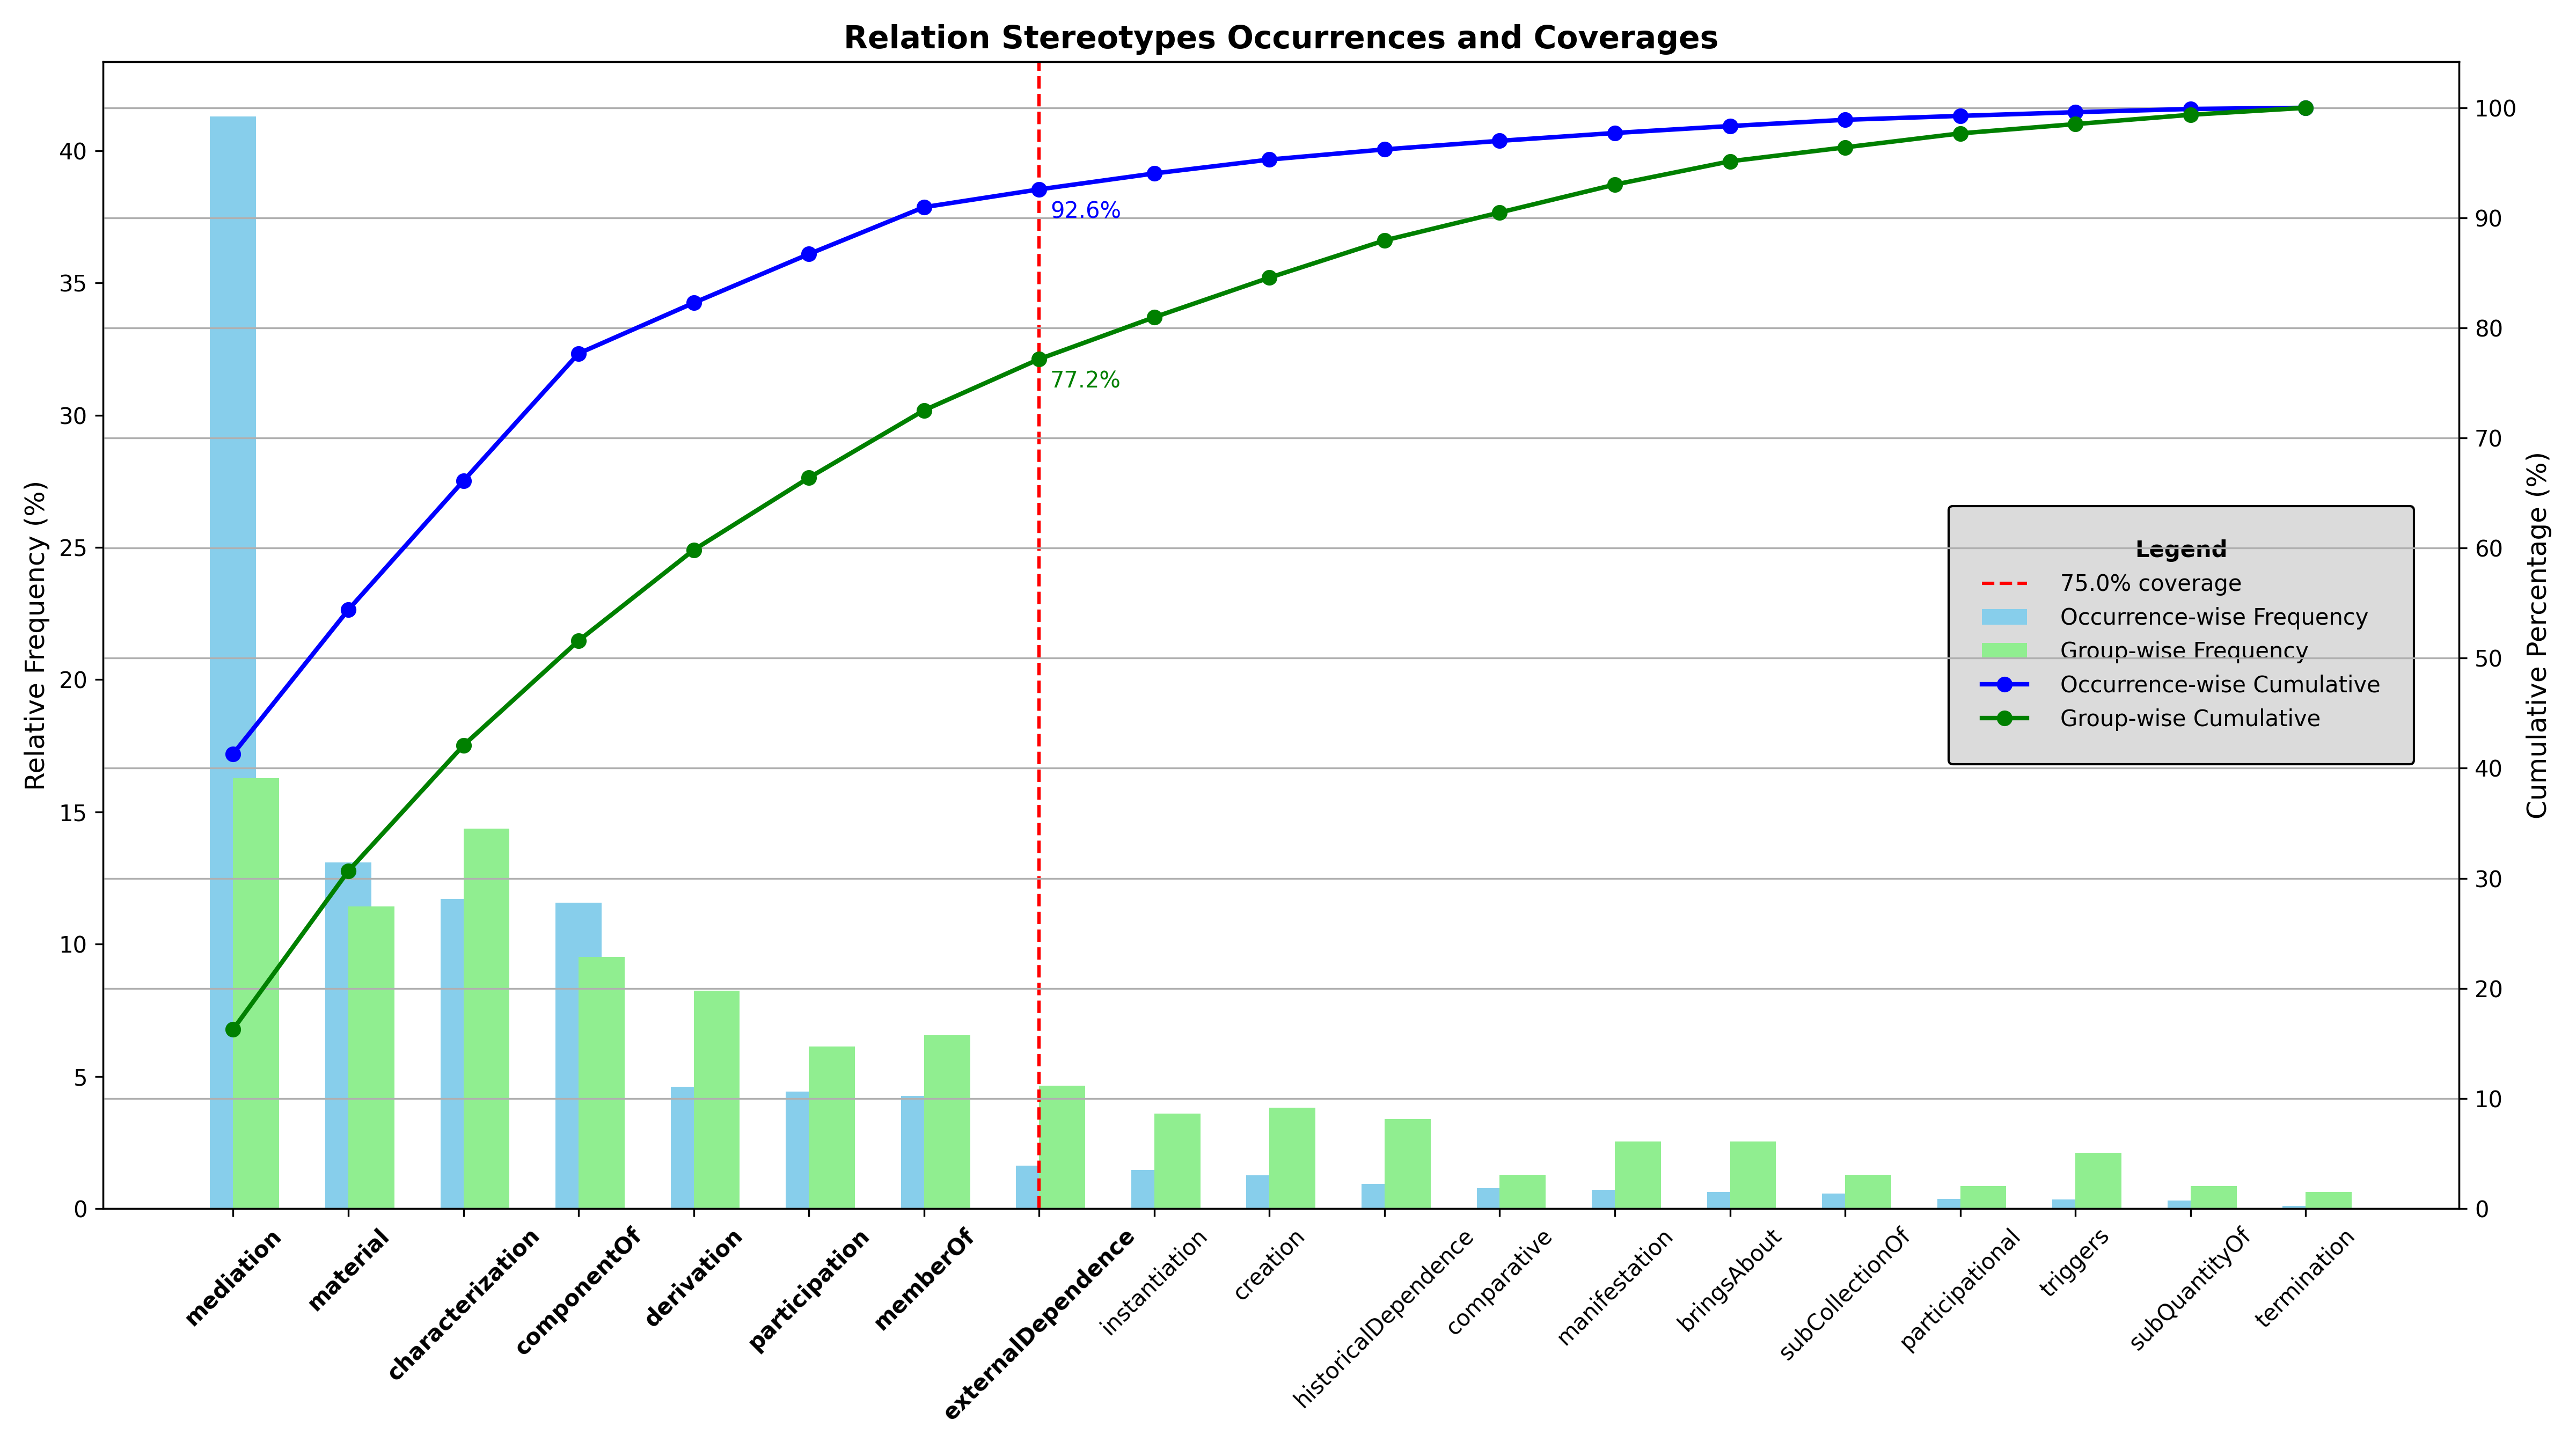 Relation Stereotypes Occurrences and Coverages
Relative Frequency (%)
40
35
30
25
20
15
10
5
0
92.6%
77.2%
Legend
75.0% coverage
Occurrence-wise Frequency
Group-wise Frequency
Occurrence-wise Cumulative
Group-wise Cumulative
100
90
80
70
60
50
40
30
20
10
0
Cumulative Percentage (%)
mediation
material
characterization
componentOf
derivation
participation
memberOf
externalDependence
instantiation
creation
historicalDependence
comparative
manifestation
bringsAbout
subCollectionOf
participational
triggers
subQuantityOf
termination